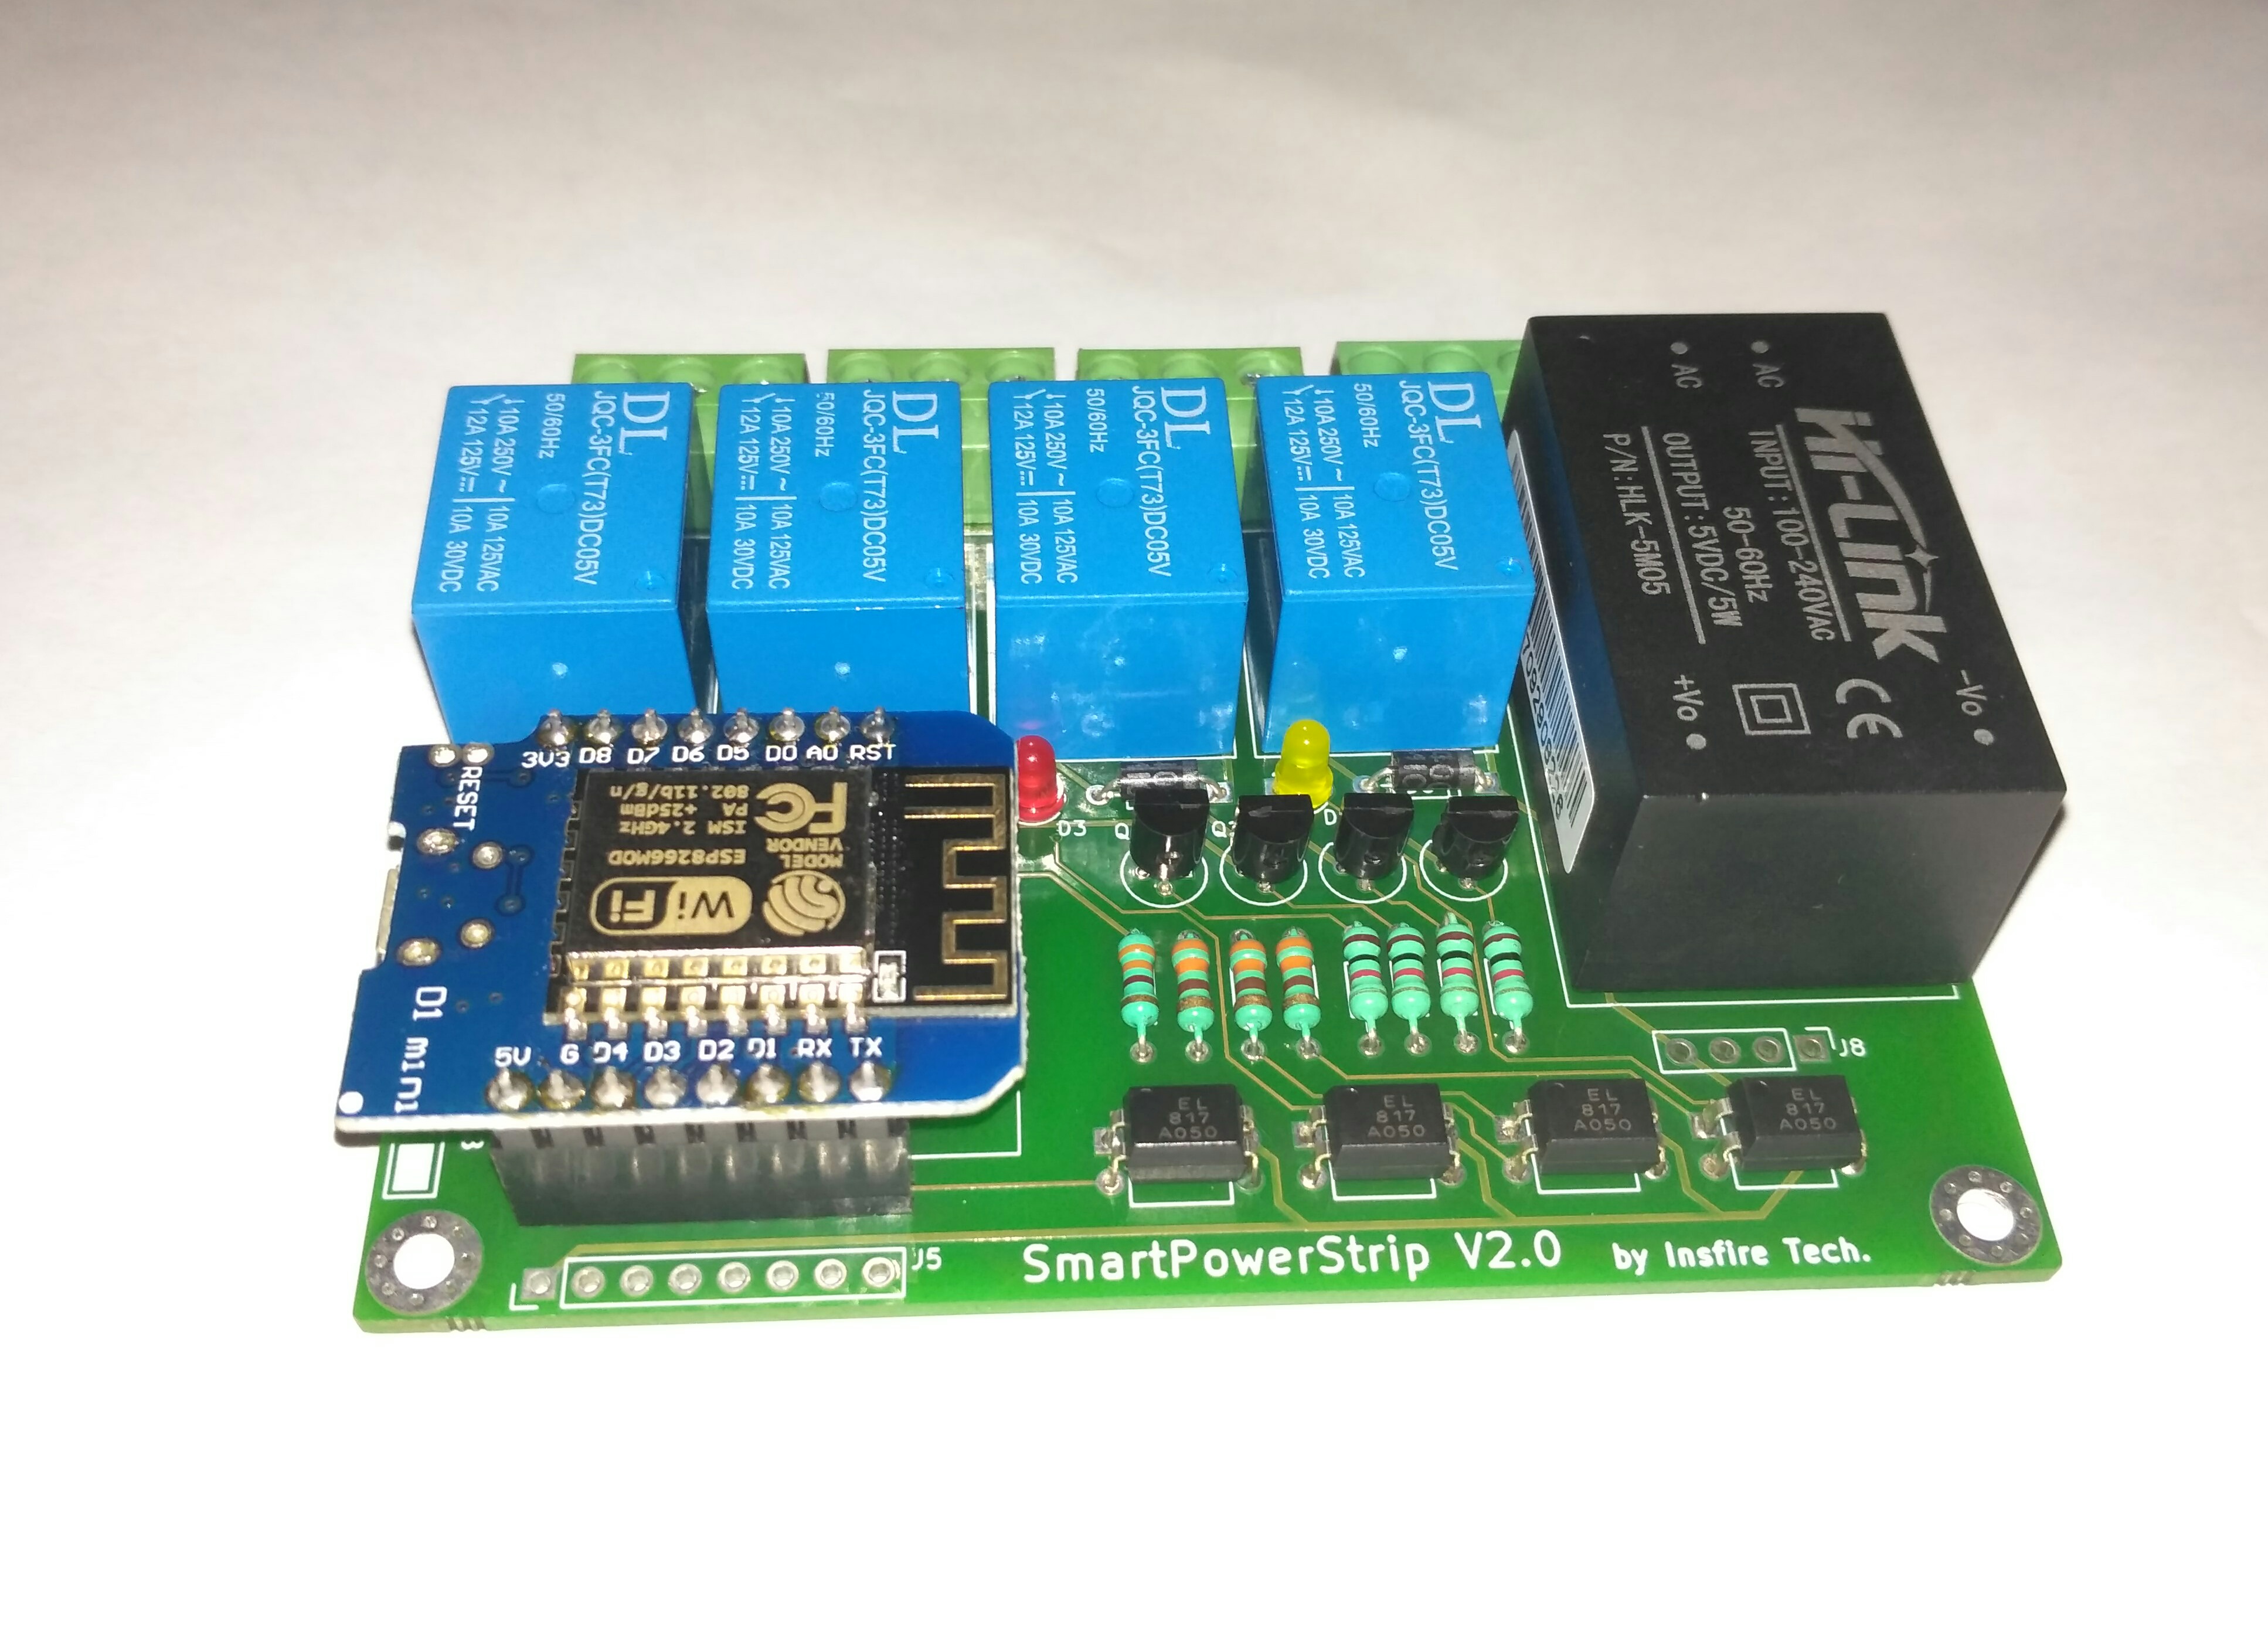 DL
JQC-3FC(T73)DC05V
50/60Hz
10A 250V~ 10A 125VAC
12A 125V⎓ 10A 30VDC
DL
JQC-3FC(T73)DC05V
50/60Hz
10A 250V~ 10A 125VAC
12A 125V⎓ 10A 30VDC
DL
JQC-3FC(T73)DC05V
50/60Hz
10A 250V~ 10A 125VAC
12A 125V⎓ 10A 30VDC
DL
JQC-3FC(T73)DC05V
50/60Hz
10A 250V~ 10A 125VAC
12A 125V⎓ 10A 30VDC
AC
AC
Hi-Link
INPUT:100-240VAC
50-60Hz
OUTPUT:5VDC/5W
P/N:HLK-5M05
CE
-Vo
+Vo
3V3 D8 D7 D6 D5 D0 A0 RST
RESET
MODEL
VENDOR
ESP8266MOD
FC
ISM 2.4GHz
PA +25dBm
802.11b/g/n
WiFi
5V G D4 D3 D2 D1 RX TX
D1 mini
D3
J8
EL
817
A050
EL
817
A050
EL
817
A050
EL
817
A050
J5
SmartPowerStrip V2.0 by Insfire Tech.